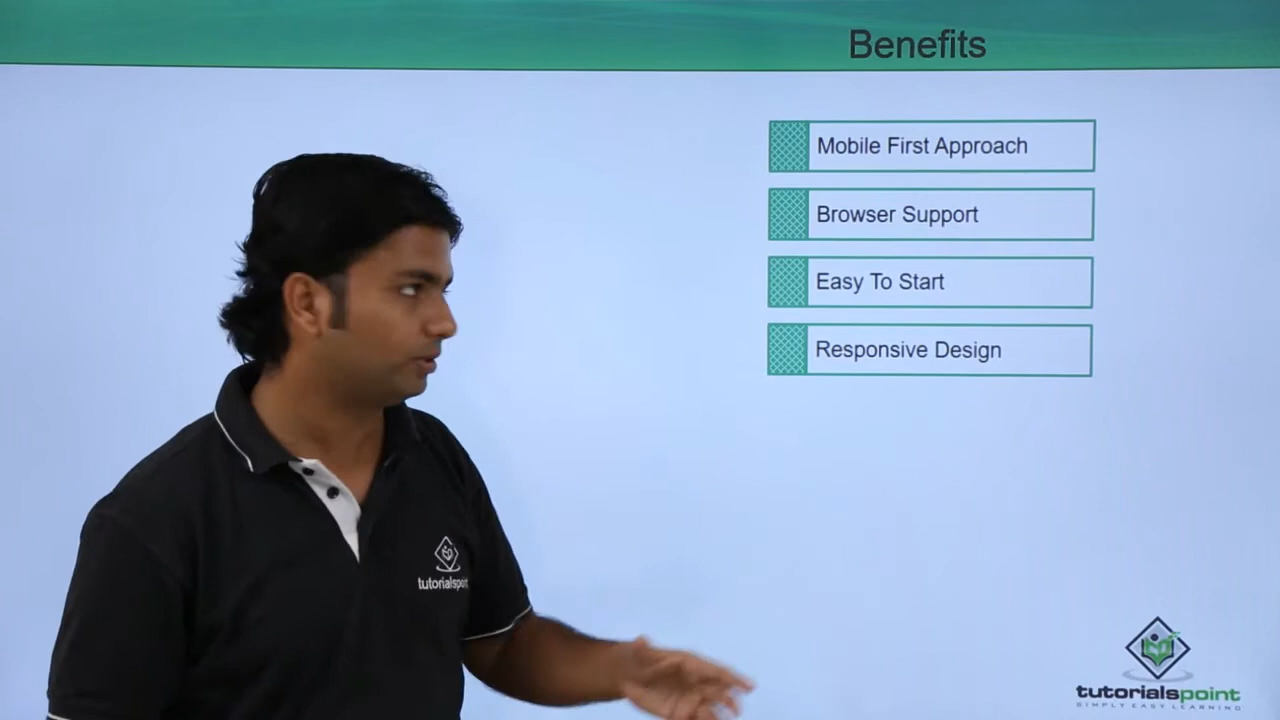 Benefits
Mobile First Approach
Browser Support
Easy To Start
Responsive Design
tutorialspoint
tutorialspoint
SIMPLY EASY LEARNING